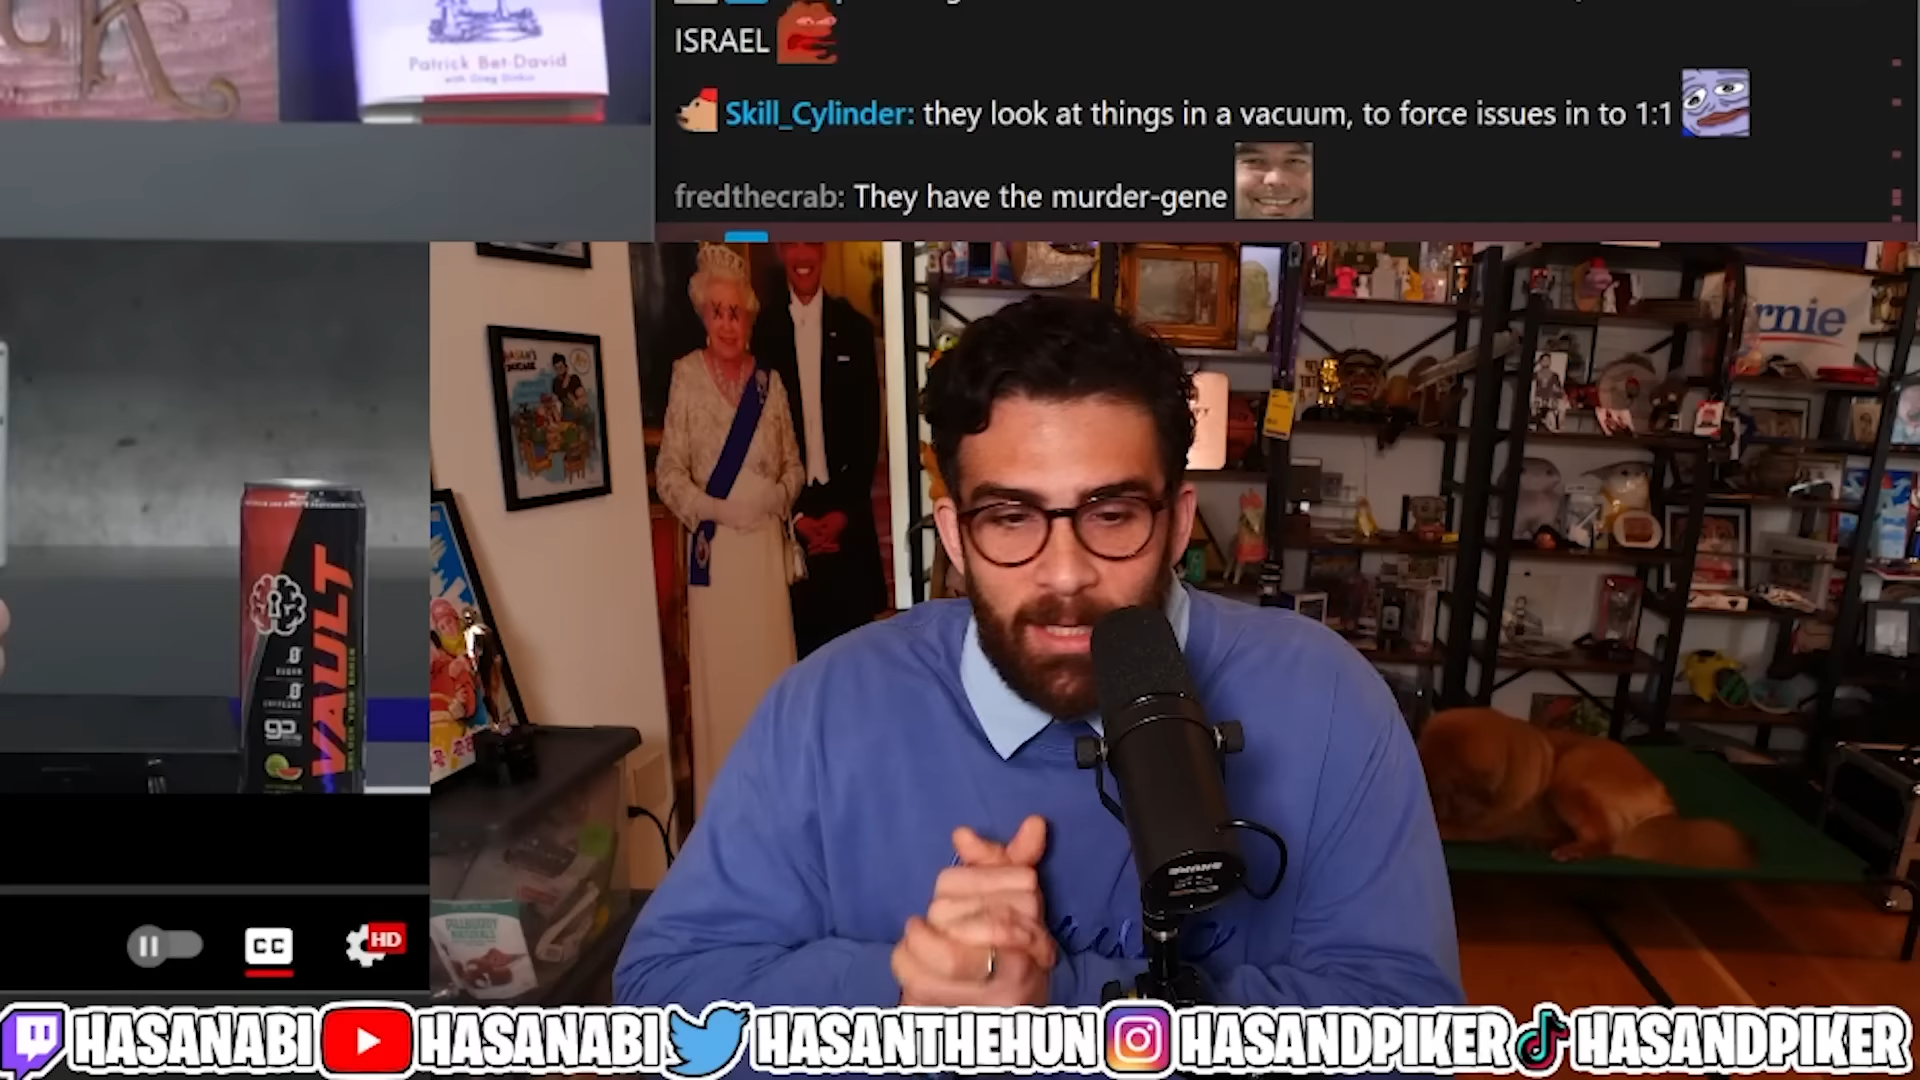 Patrick Bet-David
ISRAEL
Skill_Cylinder: they look at things in a vacuum, to force issues in to 1:1
fredthecrab: They have the murder-gene
rnie
VAULT
CC
HD
HASANABI HASANABI HASANTHEHUN HASANDPIKER HASANDPIKER